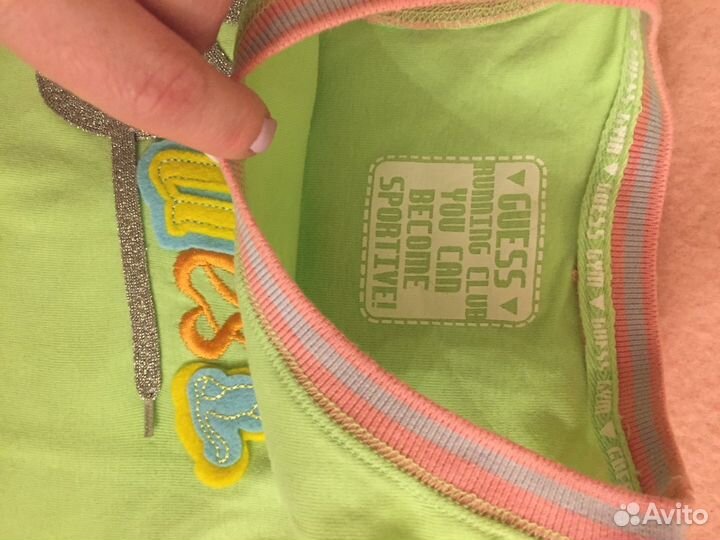 GUESS
RUNNING CLUB
YOU CAN
BECOME
SPORTIVE!
GUESS GYM
GUESS GYM
Avito